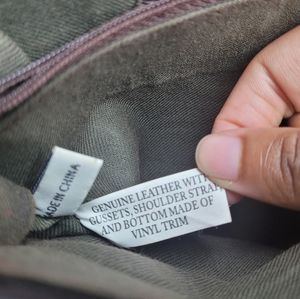 MADE IN CHINA
GENUINE LEATHER WITH
GUSSETS, SHOULDER STRAP
AND BOTTOM MADE OF
VINYL TRIM